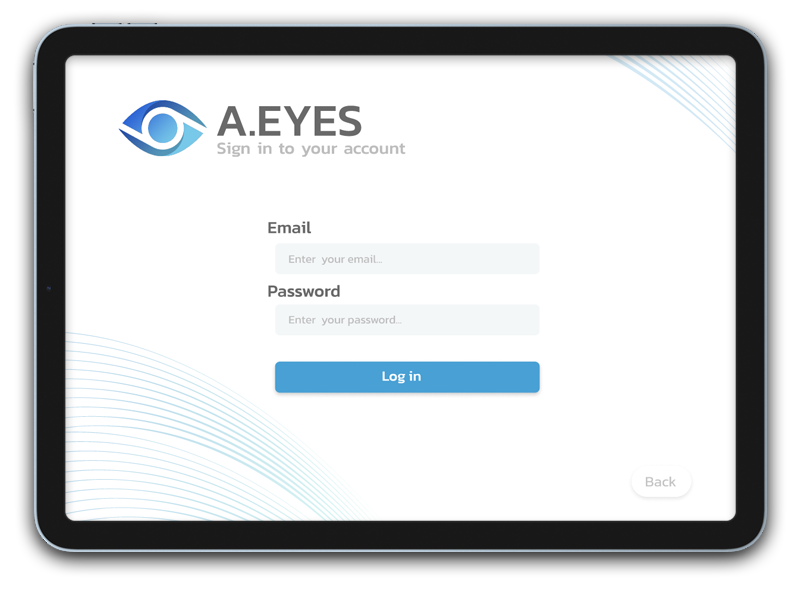 A.EYES
Sign in to your account
Email
Enter your email...
Password
Enter your password...
Log in
Back